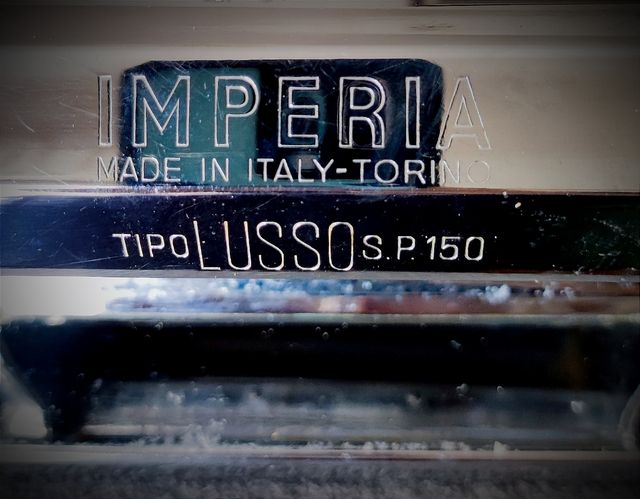 IMPERIA
MADE IN ITALY-TORINO
TIPO LUSSO S.P.150